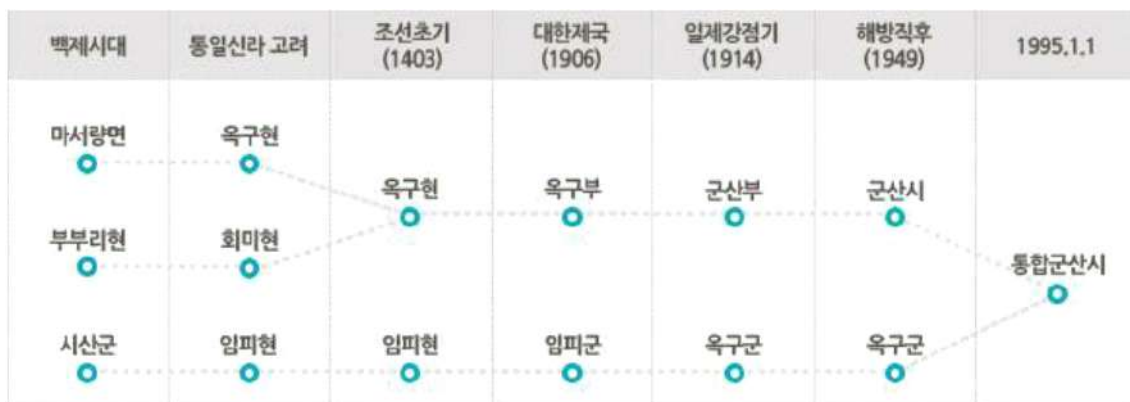 백제시대
통일신라 고려
조선초기
(1403)
대한제국
(1906)
일제강점기
(1914)
해방직후
(1949)
1995.1.1
마서량면
옥구현
옥구현
옥구부
군산부
군산시
부부리현
회미현
통합군산시
시산군
임피현
임피현
임피군
옥구군
옥구군